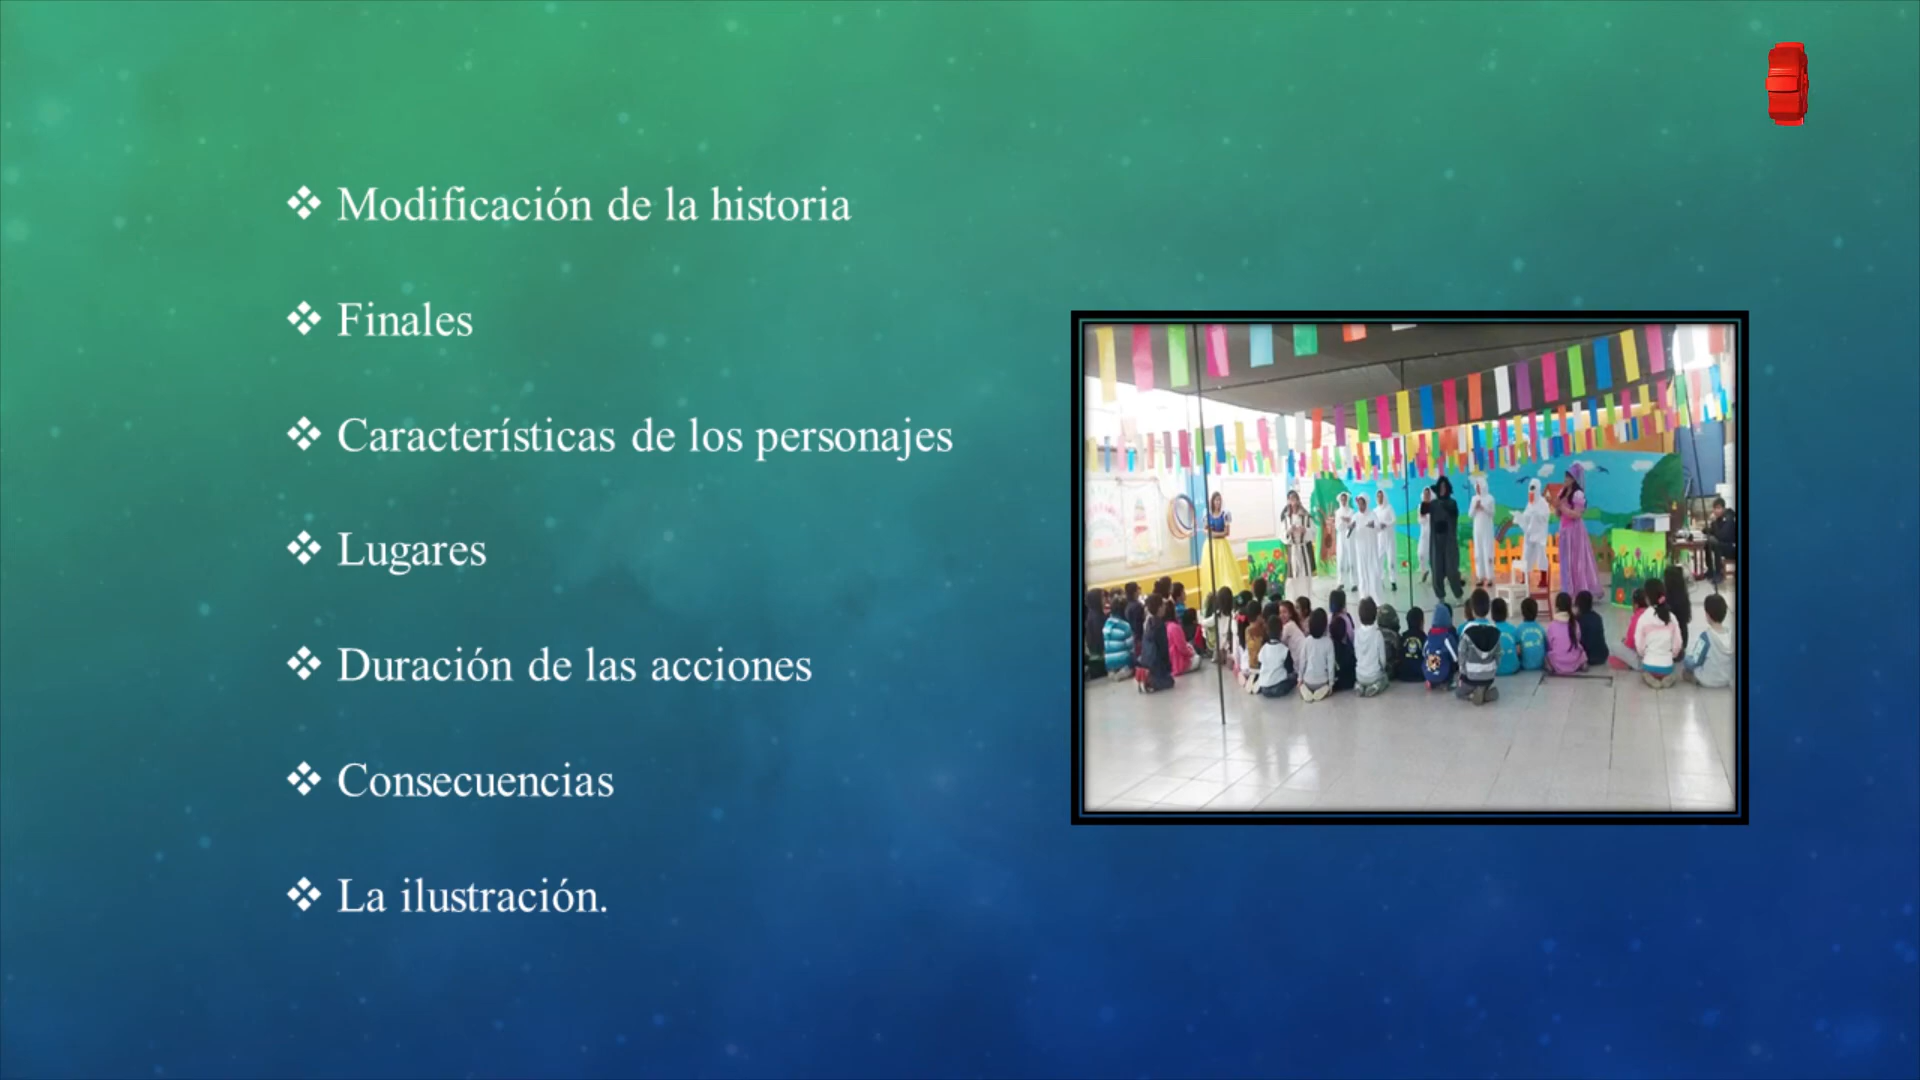 ❖ Modificación de la historia
❖ Finales
❖ Características de los personajes
❖ Lugares
❖ Duración de las acciones
❖ Consecuencias
❖ La ilustración.